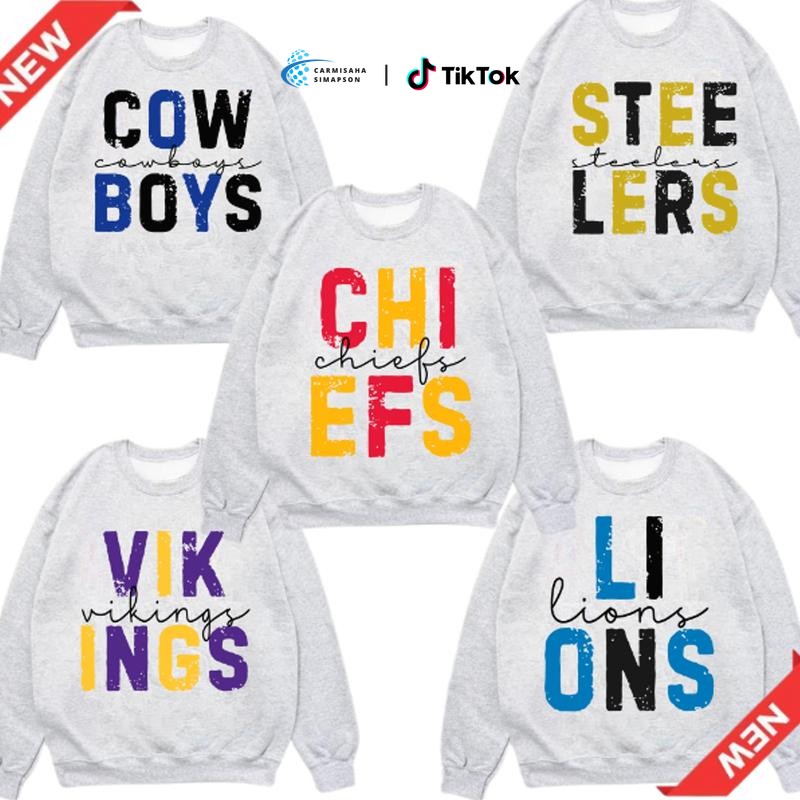 NEW
CARMISAHA
SIMAPSON
TikTok
COW
cowboys
BOYS
STEE
steelers
LERS
CHI
chiefs
EFS
VIK
vikings
INGS
LI
lions
ONS
NEW